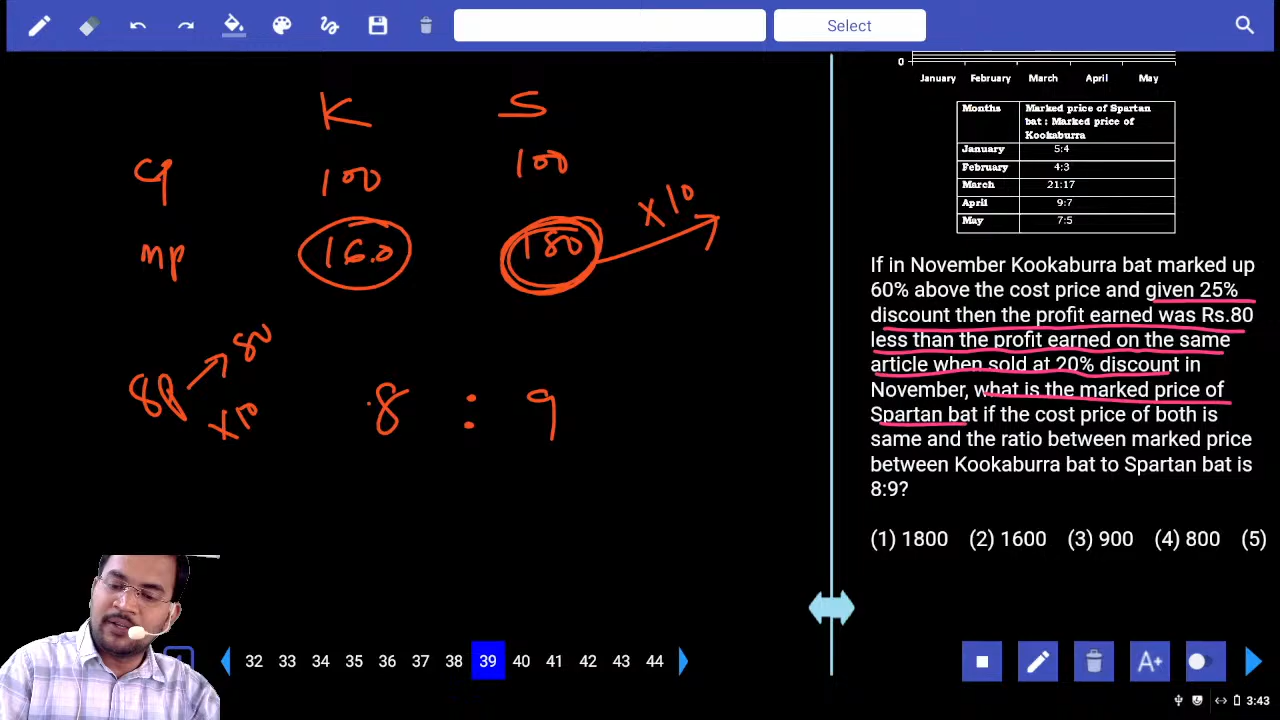 Select
K S
CP 100 100
MP 160 180 X10
8P 80
X10
8 : 9
0
January February March April May
Months Marked price of Spartan
bat : Marked price of
Kookaburra
January 5:4
February 4:3
March 21:17
April 9:7
May 7:5
If in November Kookaburra bat marked up
60% above the cost price and given 25%
discount then the profit earned was Rs.80
less than the profit earned on the same
article when sold at 20% discount in
November, what is the marked price of
Spartan bat if the cost price of both is
same and the ratio between marked price
between Kookaburra bat to Spartan bat is
8:9?
(1) 1800 (2) 1600 (3) 900 (4) 800 (5)
32 33 34 35 36 37 38 39 40 41 42 43 44
A+
3:43